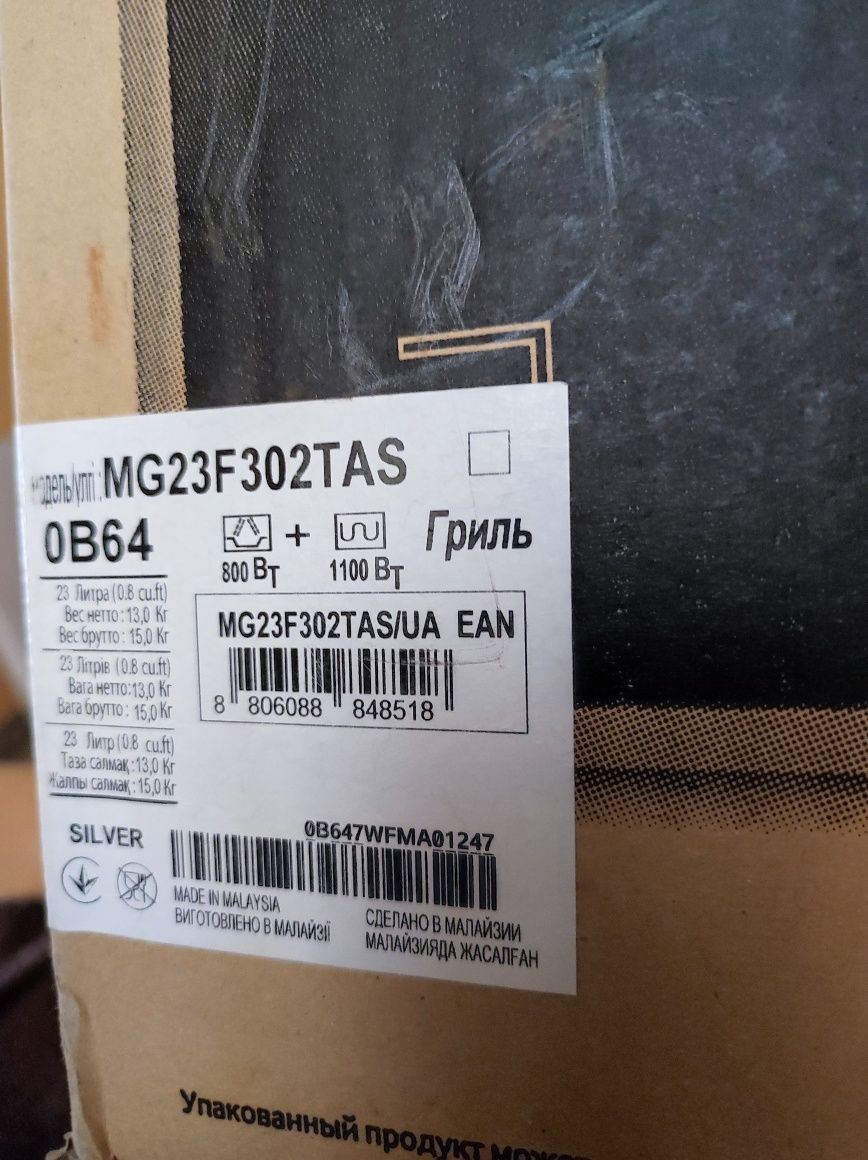 Модель/үлгі : MG23F302TAS
0B64
+
Гриль
800 Вт 1100 Вт
23 Литра (0.8 cu.ft)
Вес нетто : 13,0 Кг
Вес брутто : 15,0 Кг
23 Літрів (0.8 cu.ft)
Вага нетто:13,0 Кг
Вага брутто : 15,0 Кг
23 Литр (0.8 cu.ft)
Таза салмақ :13,0 Кг
Жалпы салмақ : 15,0 Кг
MG23F302TAS/UA EAN
8 806088 848518
SILVER
0B647WFMA01247
MADE IN MALAYSIA
ВИГОТОВЛЕНО В МАЛАЙЗІЇ
СДЕЛАНО В МАЛАЙЗИИ
МАЛАЙЗИЯДА ЖАСАЛҒАН
Упакованный продукт